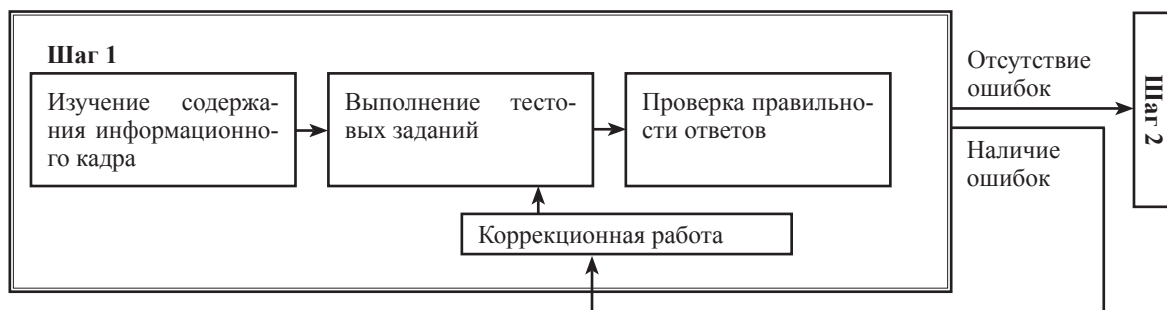 Шаг 1
Изучение содержа-
ния информационно-
го кадра
Выполнение тесто-
вых заданий
Проверка правильно-
сти ответов
Коррекционная работа
Отсутствие
ошибок
Наличие
ошибок
Шаг 2